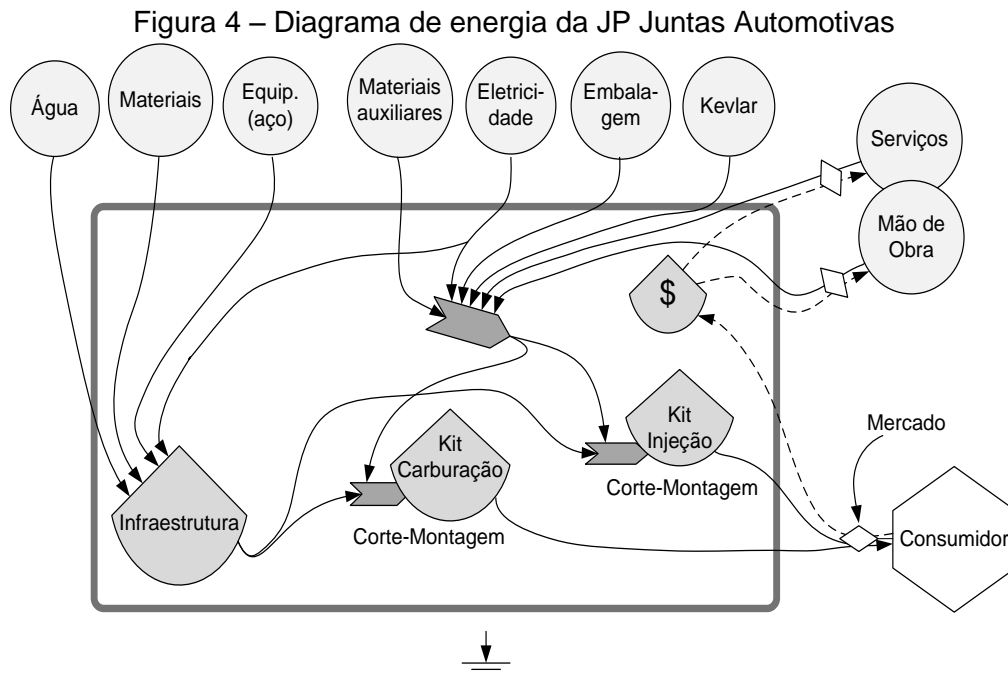 Figura 4 – Diagrama de energia da JP Juntas Automotivas
Água
Materiais
Equip.
(aço)
Materiais
auxiliares
Eletrici-
dade
Embala-
gem
Kevlar
Serviços
Mão de
Obra
$
Kit
Injeção
Mercado
Kit
Carburação
Corte-Montagem
Infraestrutura
Corte-Montagem
Consumidor